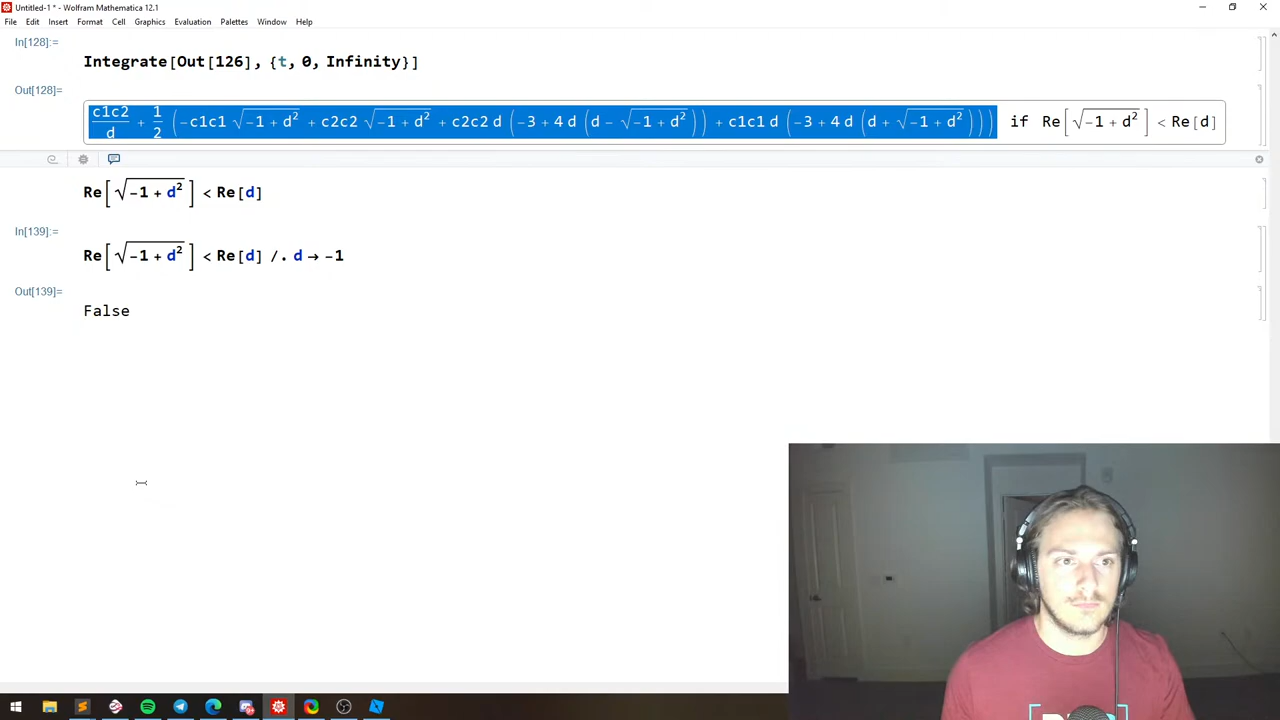 Untitled-1 * - Wolfram Mathematica 12.1
File Edit Insert Format Cell Graphics Evaluation Palettes Window Help
In[128]:=
Integrate[Out[126], {t, 0, Infinity}]
Out[128]=
c1c2/d + 1/2 (-c1c1 √(-1 + d²) + c2c2 √(-1 + d²) + c2c2 d (-3 + 4 d (d - √(-1 + d²))) + c1c1 d (-3 + 4 d (d + √(-1 + d²)))) if Re[√(-1 + d²)] < Re[d]
Re[√(-1 + d²)] < Re[d]
In[139]:=
Re[√(-1 + d²)] < Re[d] /. d → -1
Out[139]=
False